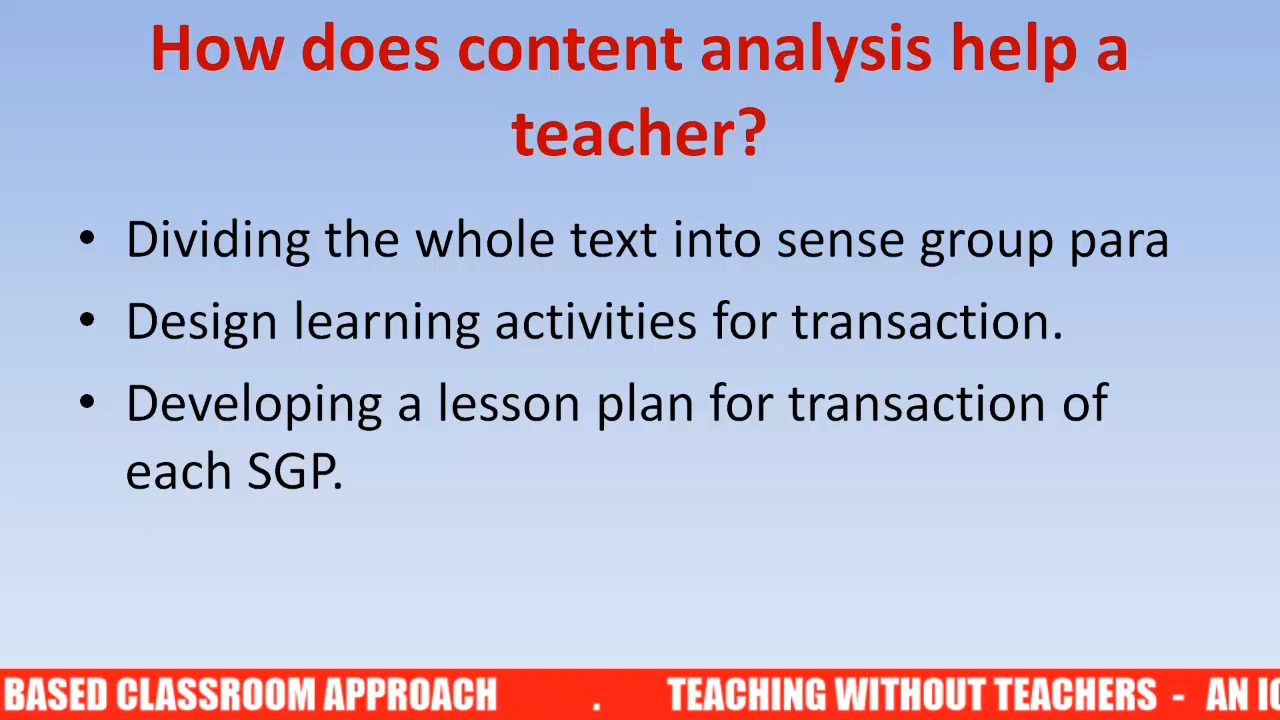 How does content analysis help a
teacher?
• Dividing the whole text into sense group para
• Design learning activities for transaction.
• Developing a lesson plan for transaction of
each SGP.
BASED CLASSROOM APPROACH . TEACHING WITHOUT TEACHERS - AN